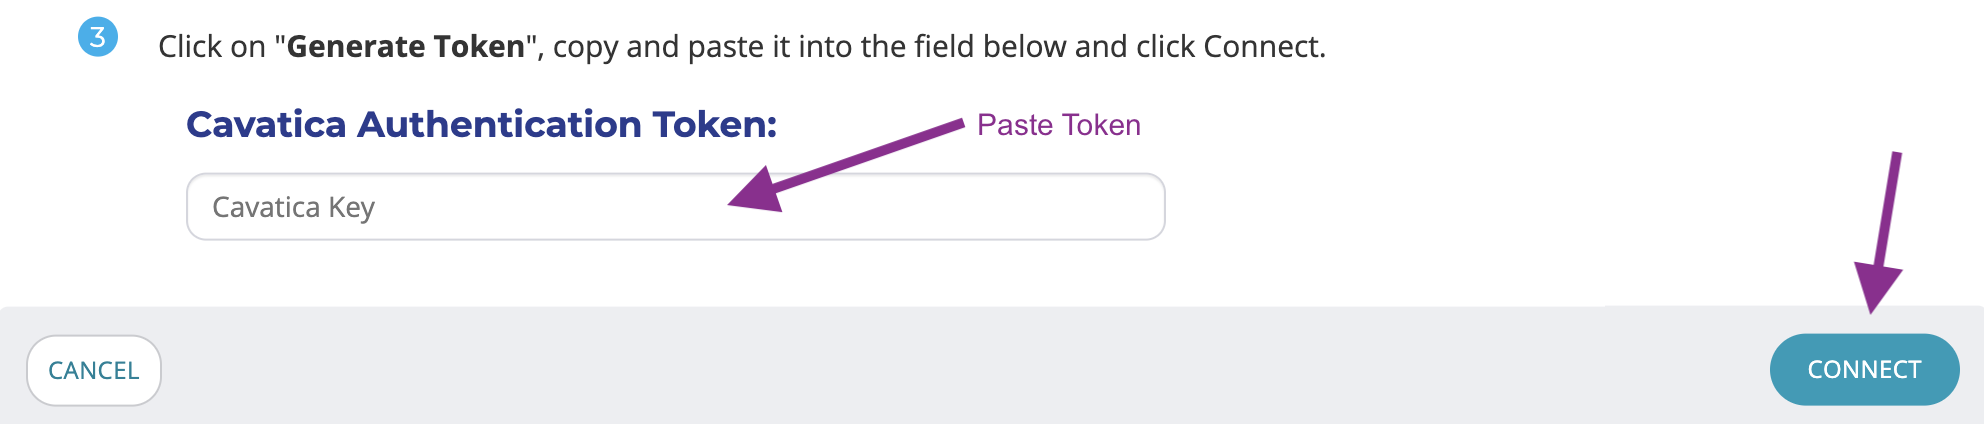 3
Click on "Generate Token", copy and paste it into the field below and click Connect.
Cavatica Authentication Token:
Paste Token
Cavatica Key
CANCEL
CONNECT